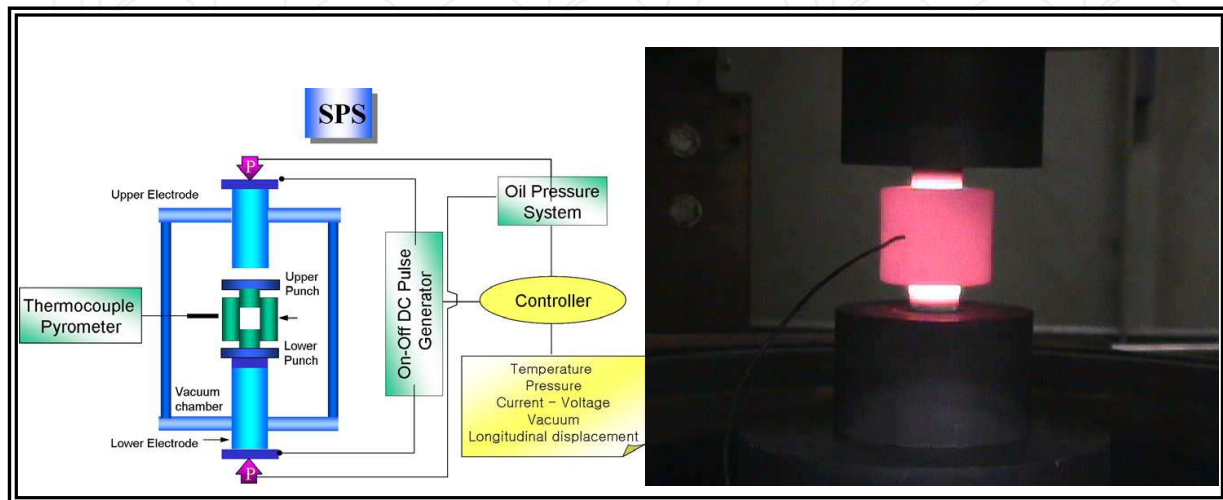 SPS
P
Upper Electrode
Oil Pressure
System
Upper
Punch
Thermocouple
Pyrometer
On-Off DC Pulse
Generator
Controller
Lower
Punch
Vacuum
chamber
Lower Electrode
P
Temperature
Pressure
Current - Voltage
Vacuum
Longitudinal displacement